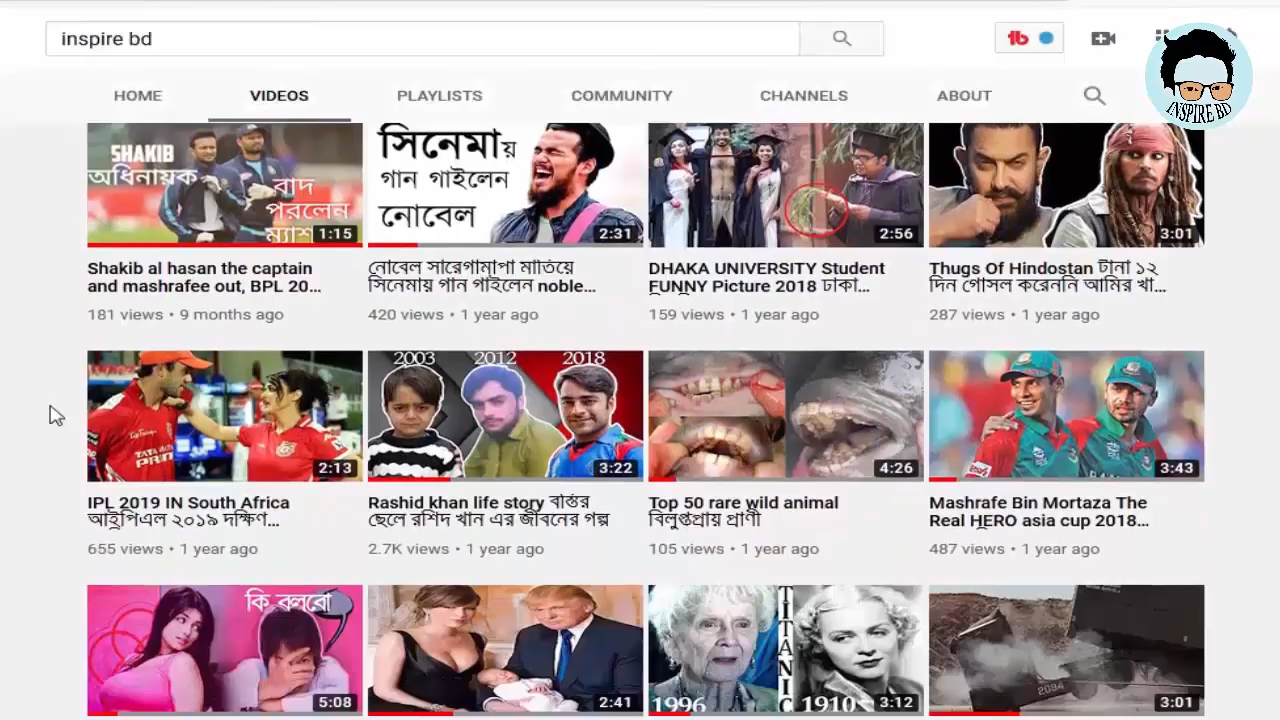 inspire bd
INSPIRE BD
HOME
VIDEOS
PLAYLISTS
COMMUNITY
CHANNELS
ABOUT
SHAKIB
অধিনায়ক
বাদ
পরলেন
মাশ
1:15
সিনেমায়
গান গাইলেন
নোবেল
2:31
2:56
3:01
Shakib al hasan the captain
and mashrafee out, BPL 20...
181 views • 9 months ago
নোবেল সারেগামাপা মাতিয়ে
সিনেমায় গান গাইলেন noble...
420 views • 1 year ago
DHAKA UNIVERSITY Student
FUNNY Picture 2018 ঢাকা...
159 views • 1 year ago
Thugs Of Hindostan টানা ১২
দিন গোসল করেননি আমির খা...
287 views • 1 year ago
2:13
2003
2012
2018
3:22
4:26
3:43
IPL 2019 IN South Africa
আইপিএল ২০১৯ দক্ষিণ...
655 views • 1 year ago
Rashid khan life story বস্তির
ছেলে রশিদ খান এর জীবনের গল্প
2.7K views • 1 year ago
Top 50 rare wild animal
বিলুপ্তপ্রায় প্রাণী
105 views • 1 year ago
Mashrafe Bin Mortaza The
Real HERO asia cup 2018...
487 views • 1 year ago
কি বলবো
5:08
2:41
TITANIC
1996
1910
3:12
2094
3:01